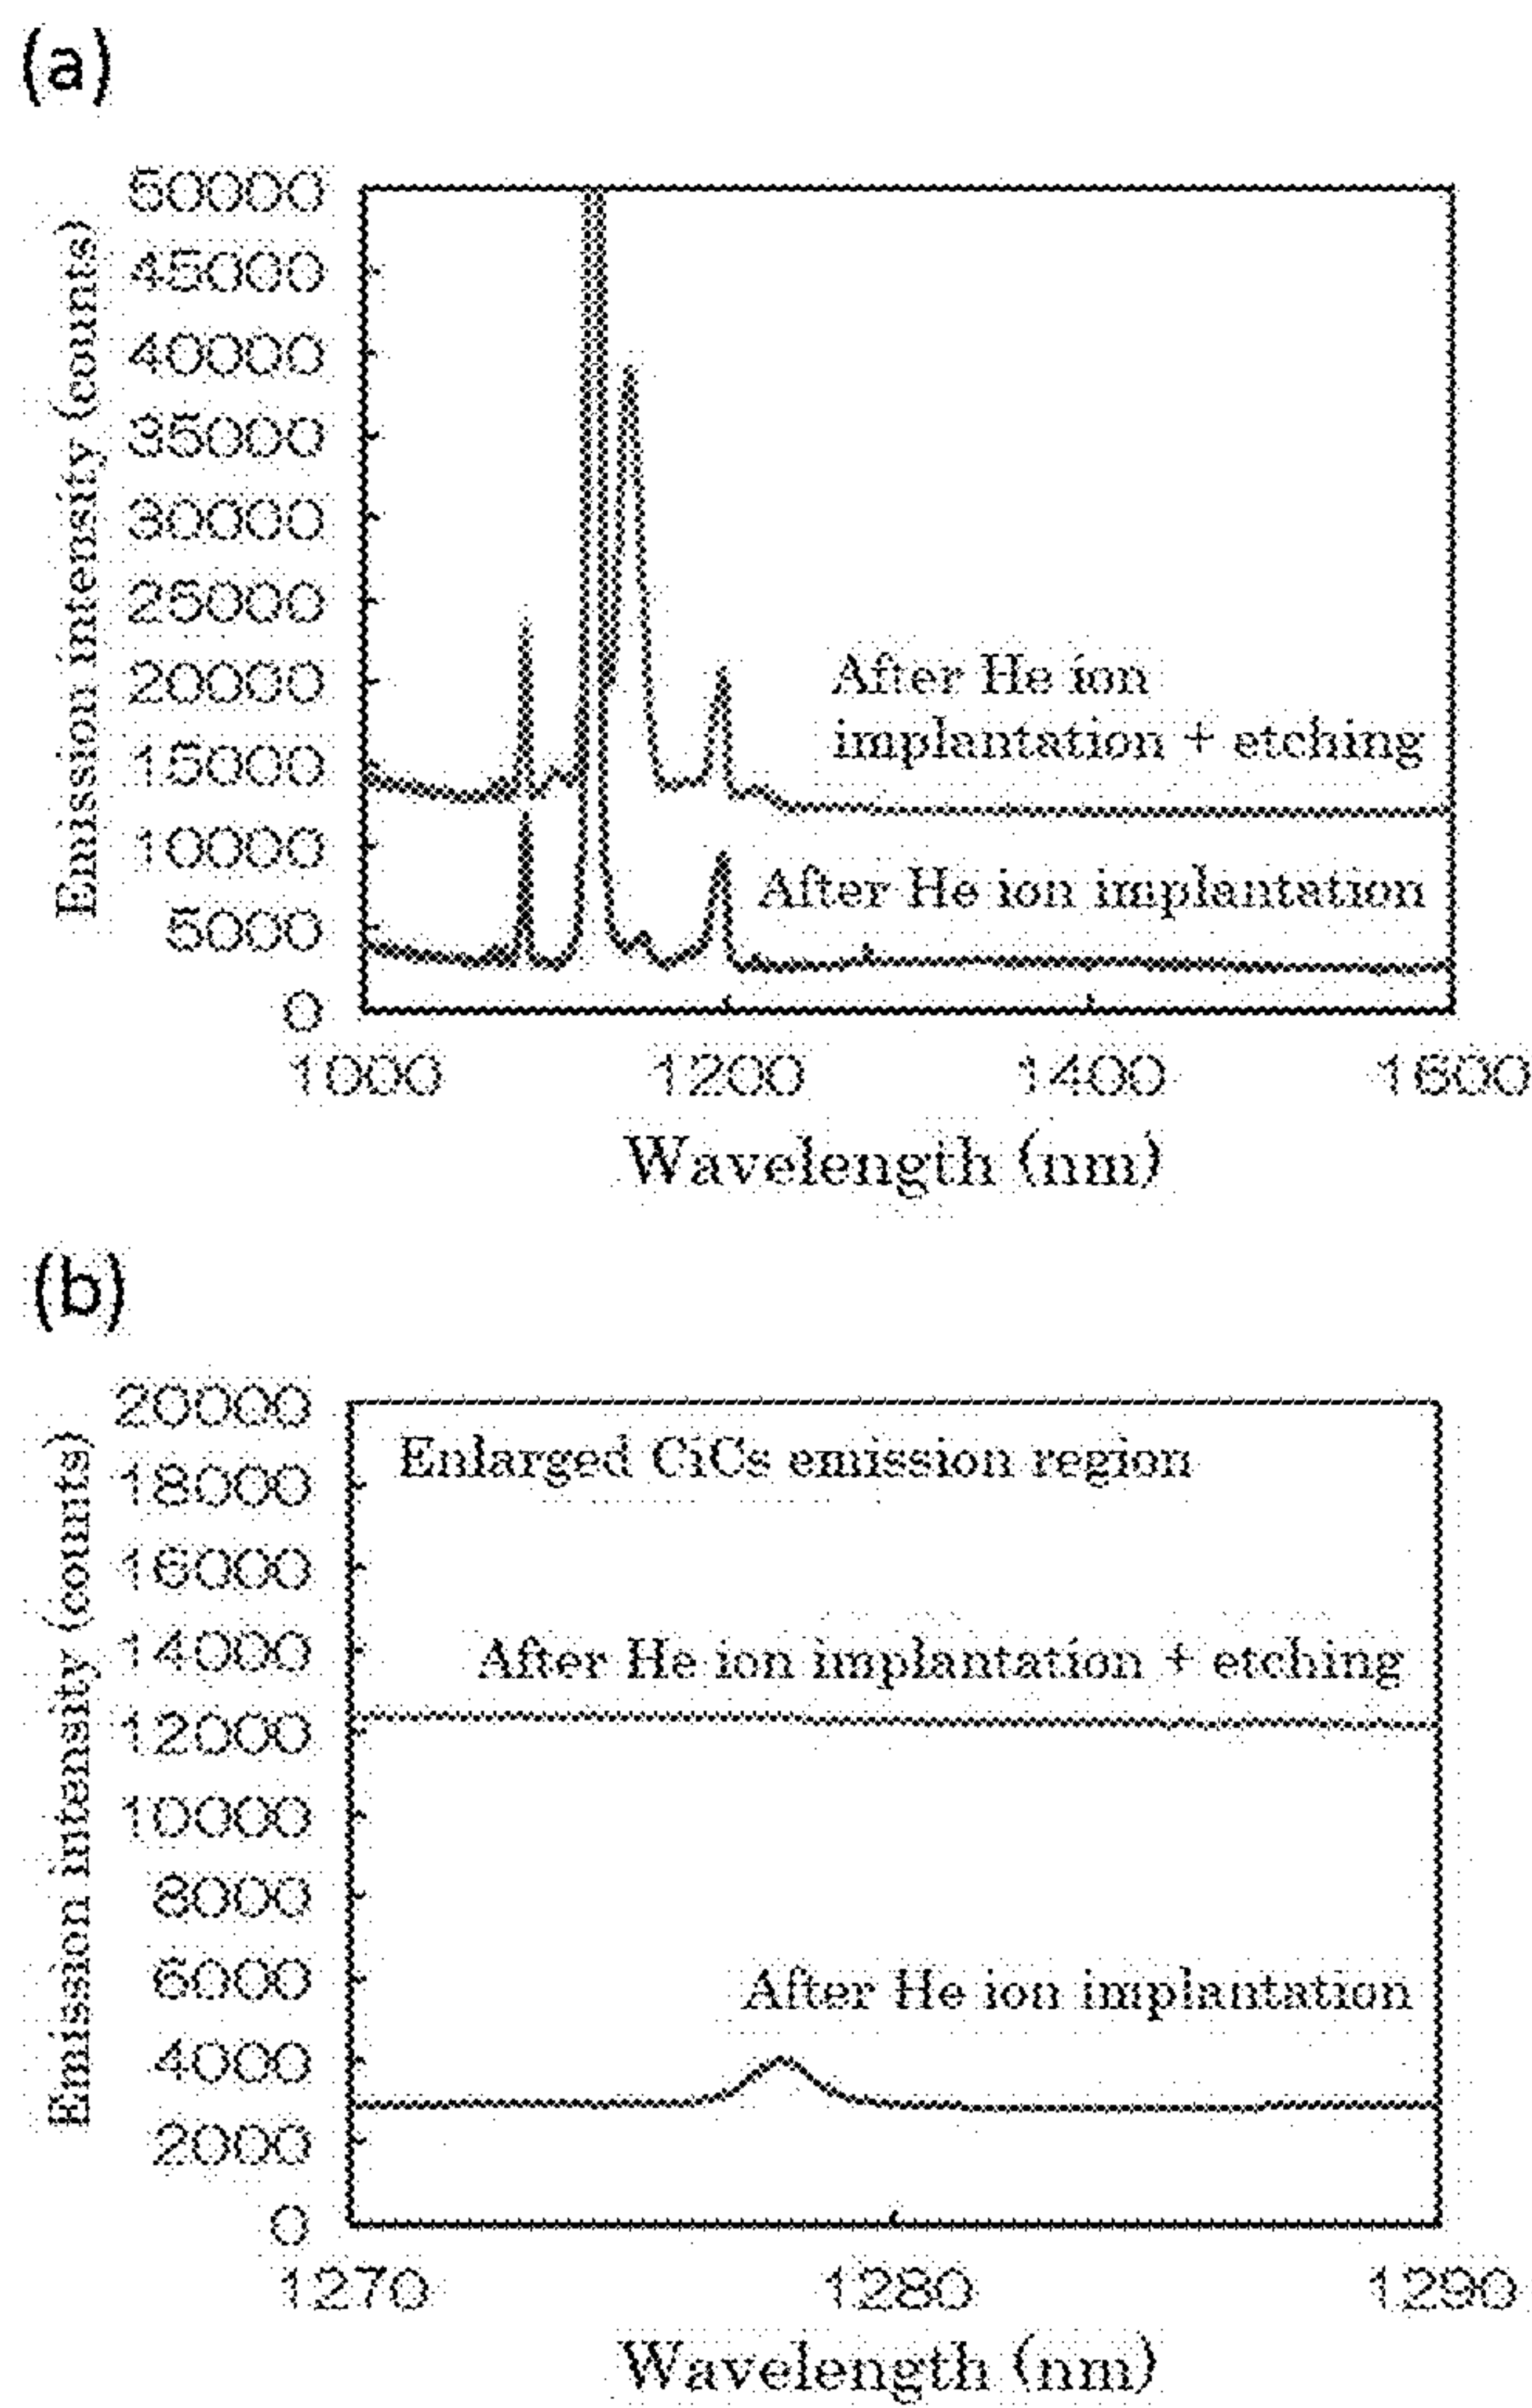 (a)
50000
45000
40000
35000
30000
25000
20000
15000
10000
5000
0
Emission intensity (counts)
After He ion
implantation + etching
After He ion implantation
1000 1200 1400 1600
Wavelength (nm)
(b)
20000
18000
16000
14000
12000
10000
8000
6000
4000
2000
0
Emission intensity (counts)
Enlarged CiCs emission region
After He ion implantation + etching
After He ion implantation
1270 1280 1290
Wavelength (nm)